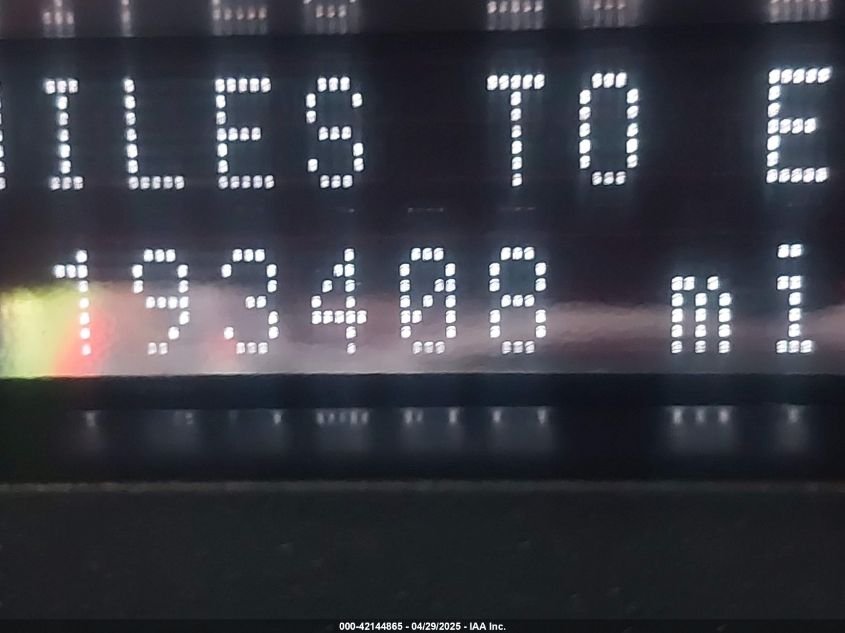 ILES TO E
193408 mi
000-42144865 - 04/29/2025 - IAA Inc.